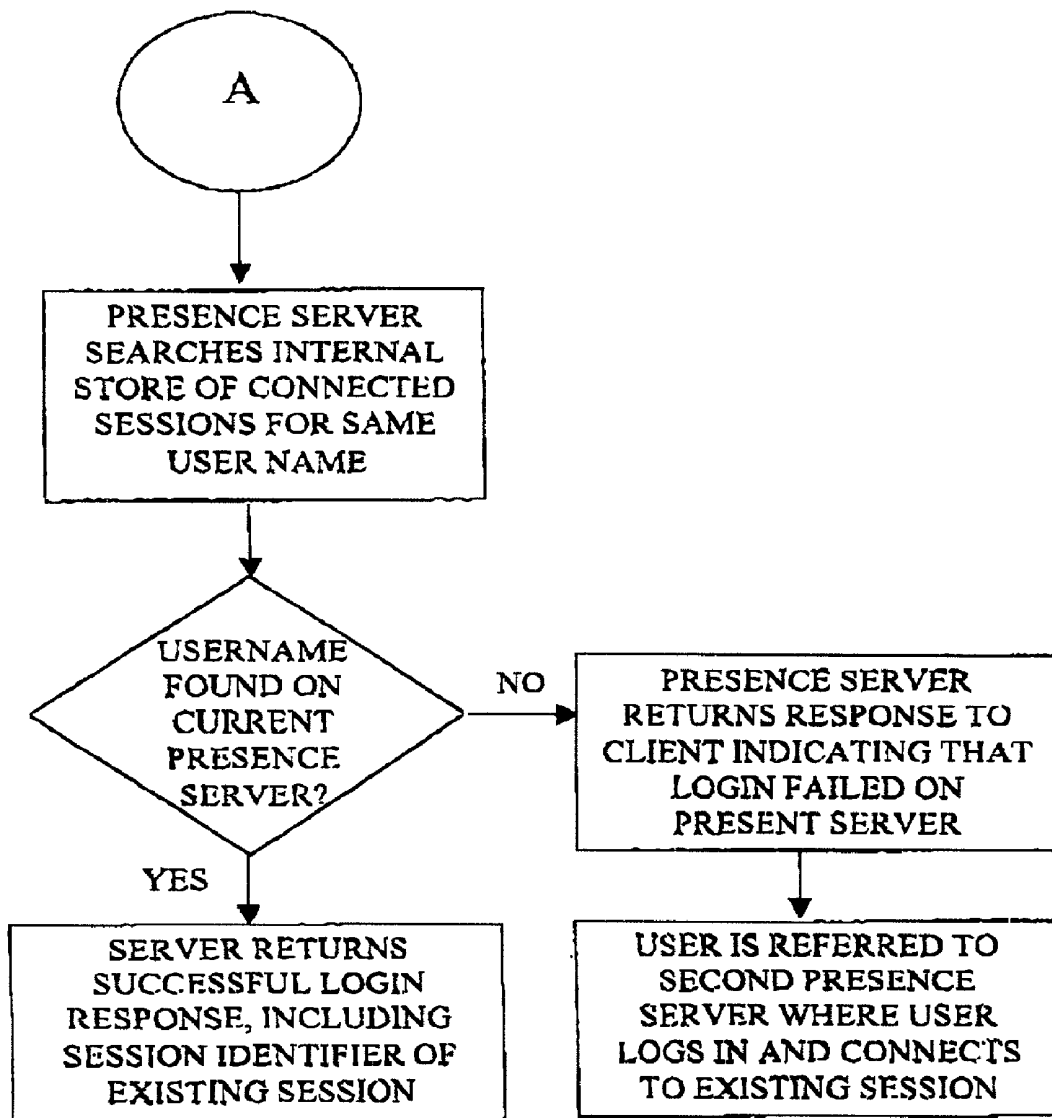 A
PRESENCE SERVER
SEARCHES INTERNAL
STORE OF CONNECTED
SESSIONS FOR SAME
USER NAME
USERNAME
FOUND ON
CURRENT
PRESENCE
SERVER?
NO
PRESENCE SERVER
RETURNS RESPONSE TO
CLIENT INDICATING THAT
LOGIN FAILED ON
PRESENT SERVER
YES
SERVER RETURNS
SUCCESSFUL LOGIN
RESPONSE, INCLUDING
SESSION IDENTIFIER OF
EXISTING SESSION
USER IS REFERRED TO
SECOND PRESENCE
SERVER WHERE USER
LOGS IN AND CONNECTS
TO EXISTING SESSION